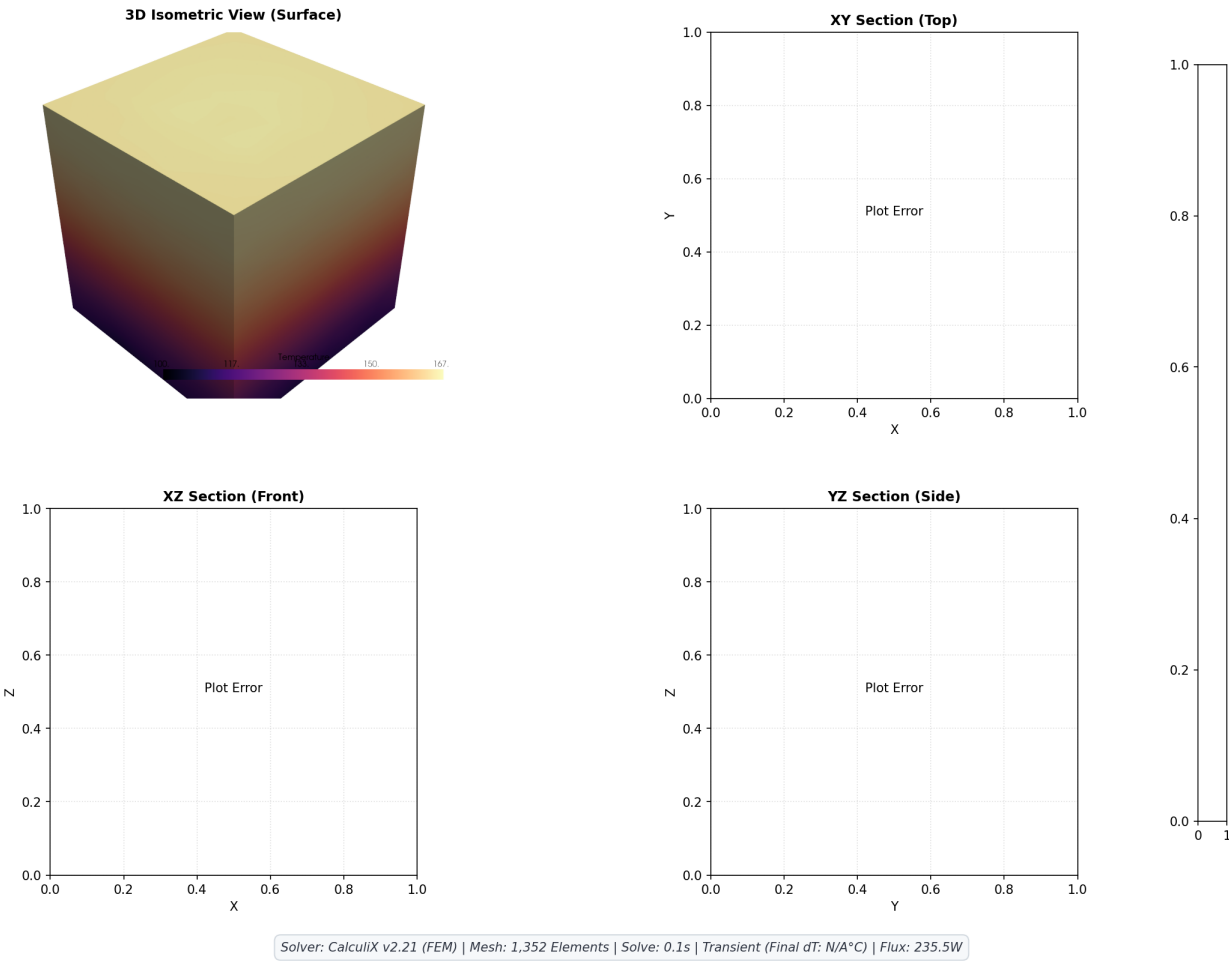 3D Isometric View (Surface)
Temperature
117.
150.
167.
XY Section (Top)
1.0
0.8
0.6
0.4
0.2
0.0
Y
Plot Error
0.0 0.2 0.4 0.6 0.8 1.0
X
1.0
0.8
0.6
0.4
0.2
0.0
0 1
XZ Section (Front)
1.0
0.8
0.6
0.4
0.2
0.0
Z
Plot Error
0.0 0.2 0.4 0.6 0.8 1.0
X
YZ Section (Side)
1.0
0.8
0.6
0.4
0.2
0.0
Z
Plot Error
0.0 0.2 0.4 0.6 0.8 1.0
Y
Solver: CalculiX v2.21 (FEM) | Mesh: 1,352 Elements | Solve: 0.1s | Transient (Final dT: N/A°C) | Flux: 235.5W